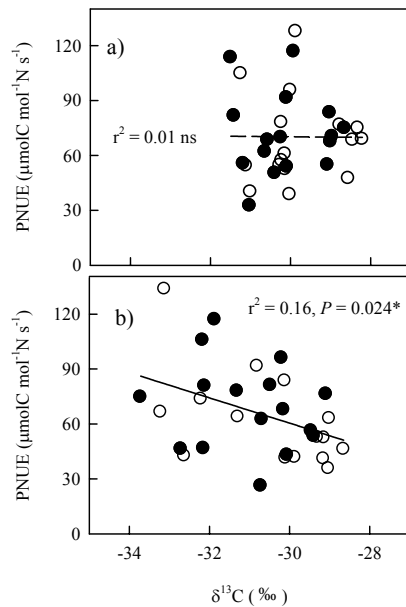 120
a)
90
r² = 0.01 ns
60
30
PNUE (μmolC mol⁻¹N s⁻¹)
b)
r² = 0.16, P = 0.024*
120
90
60
30
0
PNUE (μmolC mol⁻¹N s⁻¹)
-34 -32 -30 -28
δ¹³C ( ‰ )